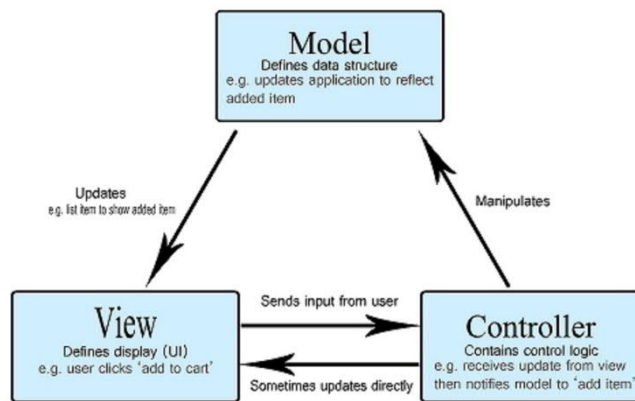 Model
Defines data structure
e.g. updates application to reflect
added item
Updates
e.g. list item to show added item
Manipulates
View
Defines display (UI)
e.g. user clicks 'add to cart'
Sends input from user
Sometimes updates directly
Controller
Contains control logic
e.g. receives update from view
then notifies model to 'add item'